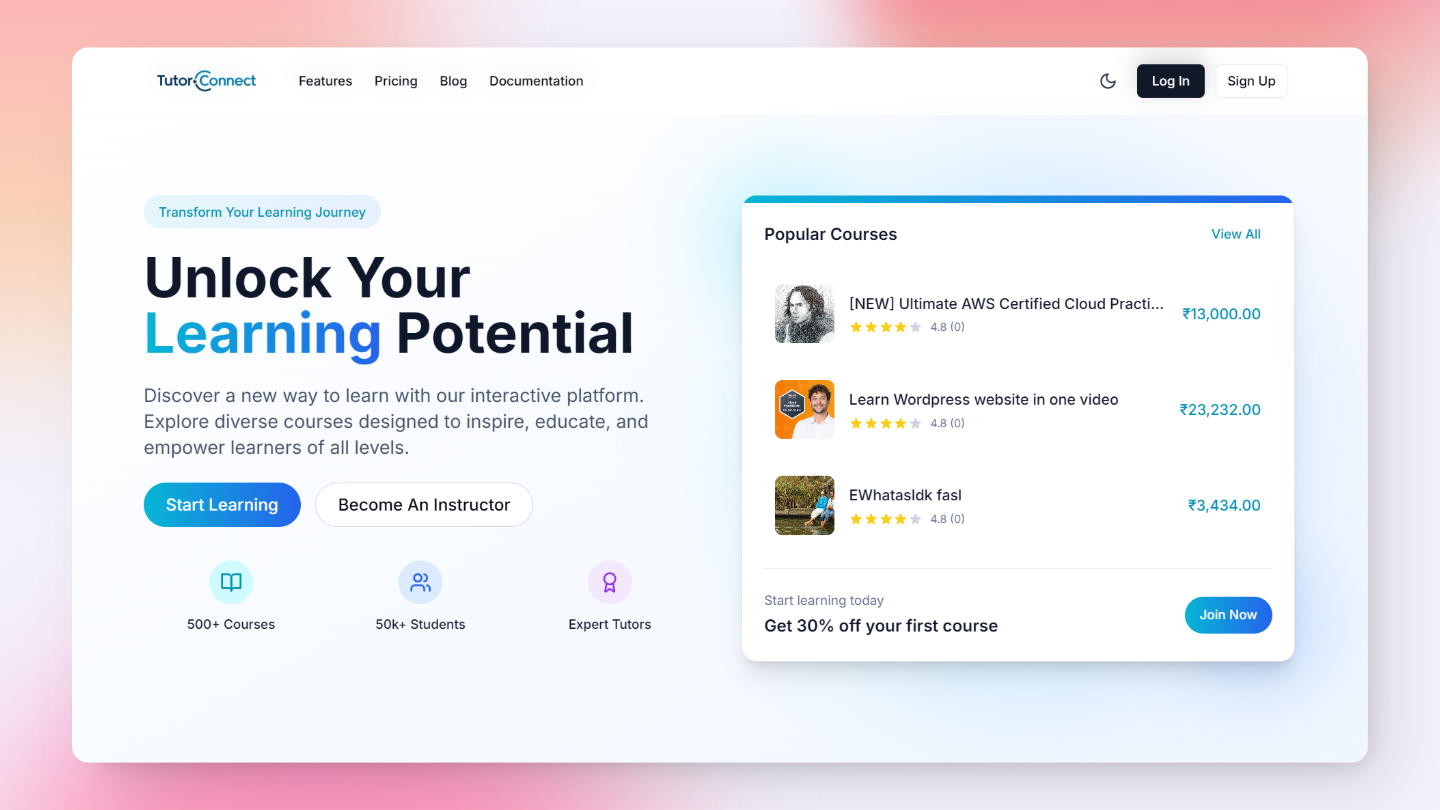 Tutor Connect
Features
Pricing
Blog
Documentation
Log In
Sign Up
Transform Your Learning Journey
Unlock Your
Learning Potential
Discover a new way to learn with our interactive platform.
Explore diverse courses designed to inspire, educate, and
empower learners of all levels.
Start Learning
Become An Instructor
500+ Courses
50k+ Students
Expert Tutors
Popular Courses
View All
[NEW] Ultimate AWS Certified Cloud Practi...
4.8 (0)
₹13,000.00
Learn Wordpress website in one video
4.8 (0)
₹23,232.00
EWhatasIdk fasl
4.8 (0)
₹3,434.00
Start learning today
Get 30% off your first course
Join Now